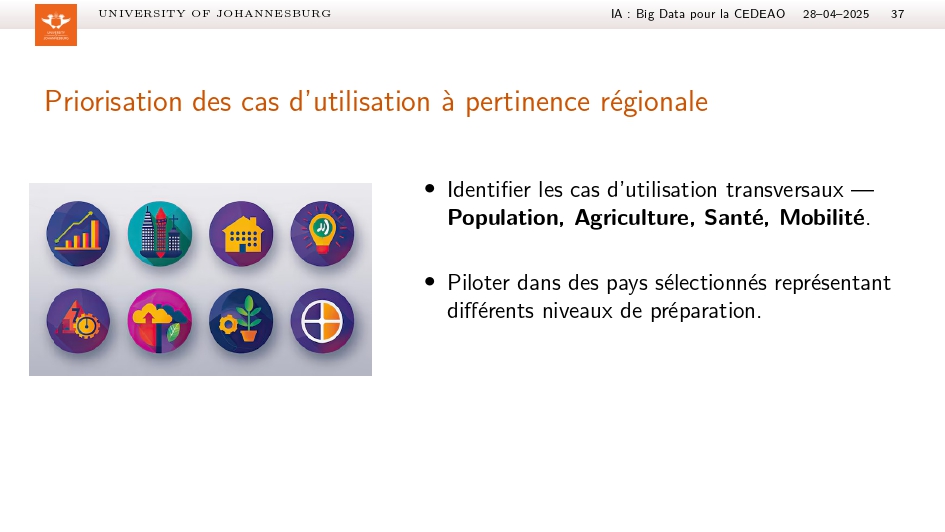 UNIVERSITY OF JOHANNESBURG
IA : Big Data pour la CEDEAO 28–04–2025 37
UNIVERSITY
JOHANNESBURG
Priorisation des cas d'utilisation à pertinence régionale
• Identifier les cas d'utilisation transversaux —
Population, Agriculture, Santé, Mobilité.
• Piloter dans des pays sélectionnés représentant
différents niveaux de préparation.